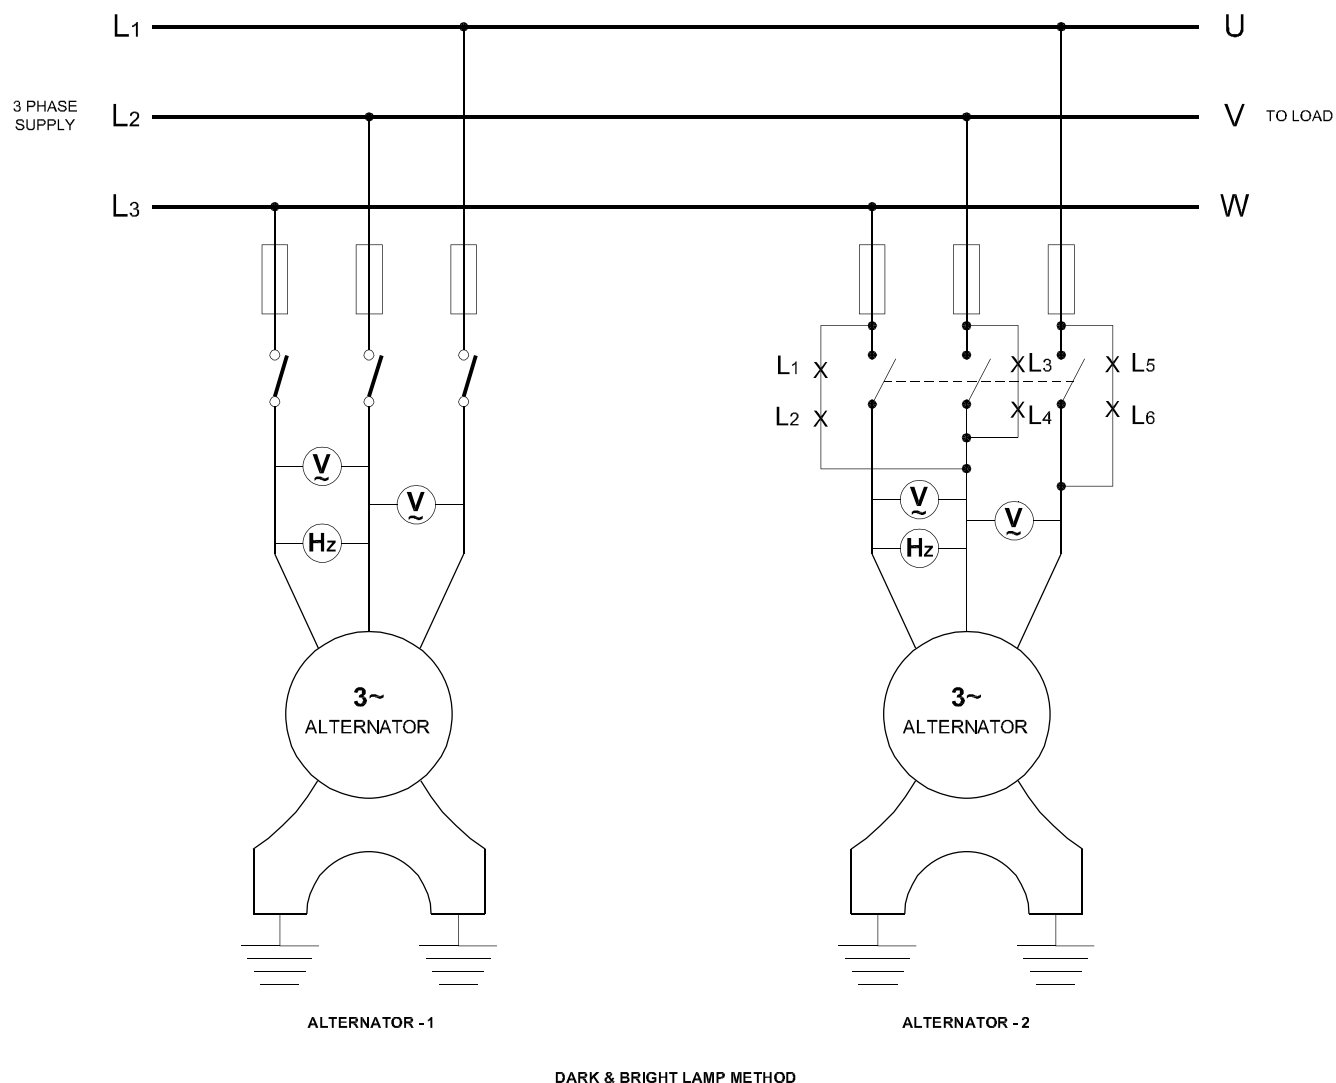 L1
U
3 PHASE
SUPPLY
L2
V
TO LOAD
L3
W
L1
L3
L5
L2
L4
L6
V
~
V
~
V
~
V
~
Hz
Hz
3~
ALTERNATOR
3~
ALTERNATOR
ALTERNATOR - 1
ALTERNATOR - 2
DARK & BRIGHT LAMP METHOD